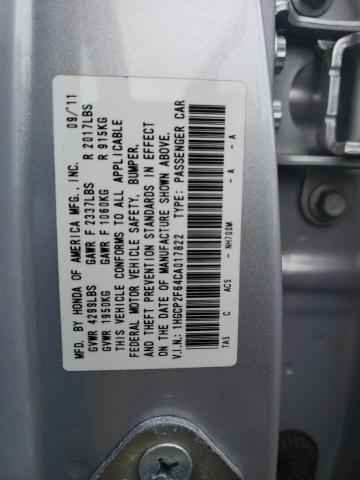 MFD. BY HONDA OF AMERICA MFG., INC. 09/11
GVWR 4299LBS GAWR F 2337LBS R 2017LBS
GVWR 1950KG GAWR F 1060KG R 915KG
THIS VEHICLE CONFORMS TO ALL APPLICABLE
FEDERAL MOTOR VEHICLE SAFETY, BUMPER,
AND THEFT PREVENTION STANDARDS IN EFFECT
ON THE DATE OF MANUFACTURE SHOWN ABOVE.
V.I.N.: 1HGCP2F64CA017622 TYPE: PASSENGER CAR
TA5 C AC5 - NH700M - A - A